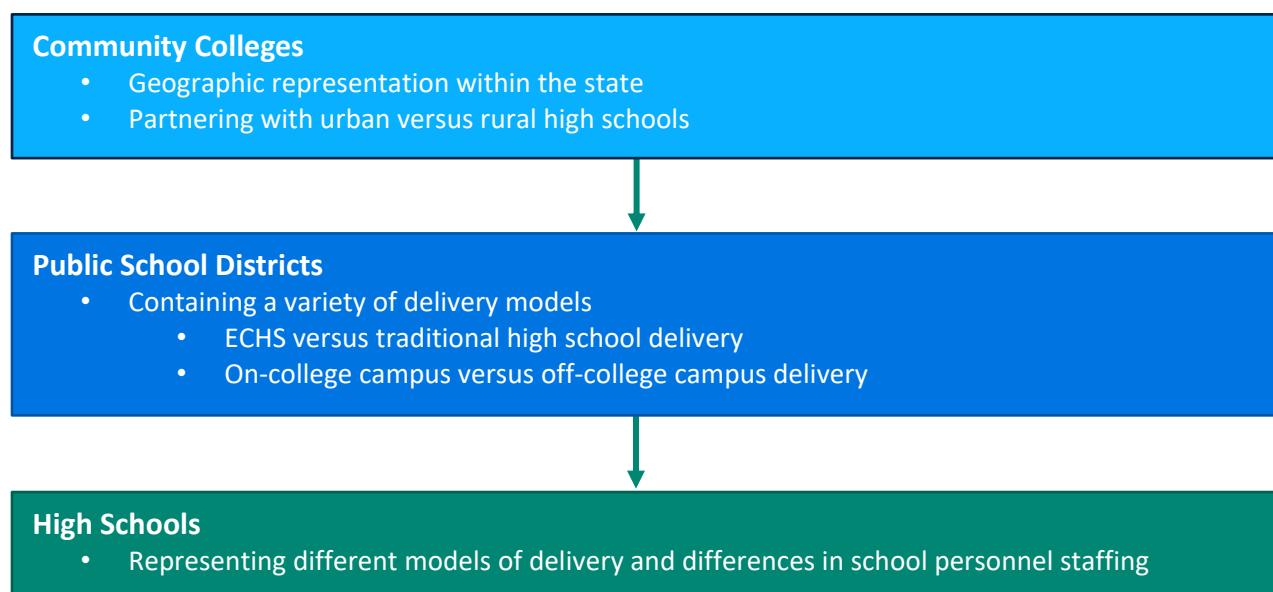 Community Colleges
• Geographic representation within the state
• Partnering with urban versus rural high schools
Public School Districts
• Containing a variety of delivery models
• ECHS versus traditional high school delivery
• On-college campus versus off-college campus delivery
High Schools
• Representing different models of delivery and differences in school personnel staffing